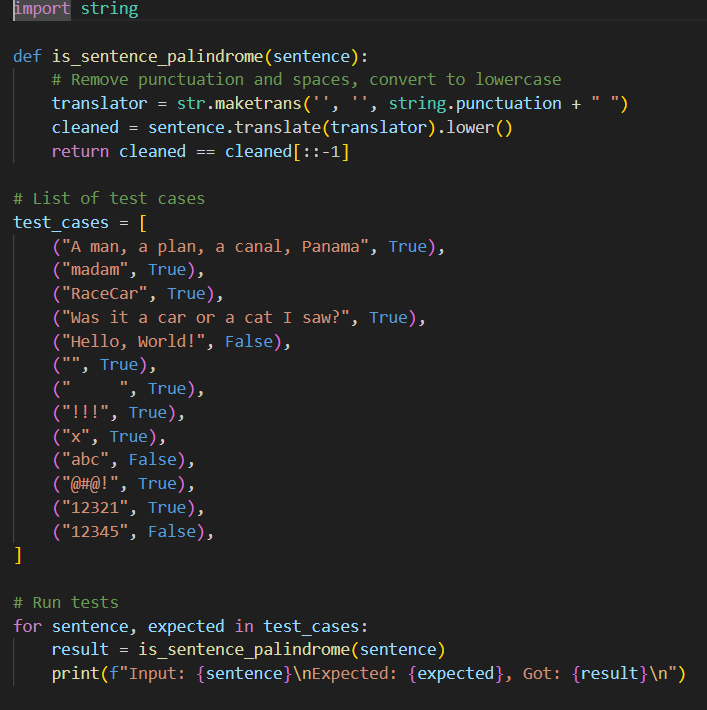 import string

def is_sentence_palindrome(sentence):
    # Remove punctuation and spaces, convert to lowercase
    translator = str.maketrans('', '', string.punctuation + " ")
    cleaned = sentence.translate(translator).lower()
    return cleaned == cleaned[::-1]

# List of test cases
test_cases = [
    ("A man, a plan, a canal, Panama", True),
    ("madam", True),
    ("RaceCar", True),
    ("Was it a car or a cat I saw?", True),
    ("Hello, World!", False),
    ("", True),
    ("     ", True),
    ("!!!", True),
    ("x", True),
    ("abc", False),
    ("@#@!", True),
    ("12321", True),
    ("12345", False),
]

# Run tests
for sentence, expected in test_cases:
    result = is_sentence_palindrome(sentence)
    print(f"Input: {sentence}\nExpected: {expected}, Got: {result}\n")